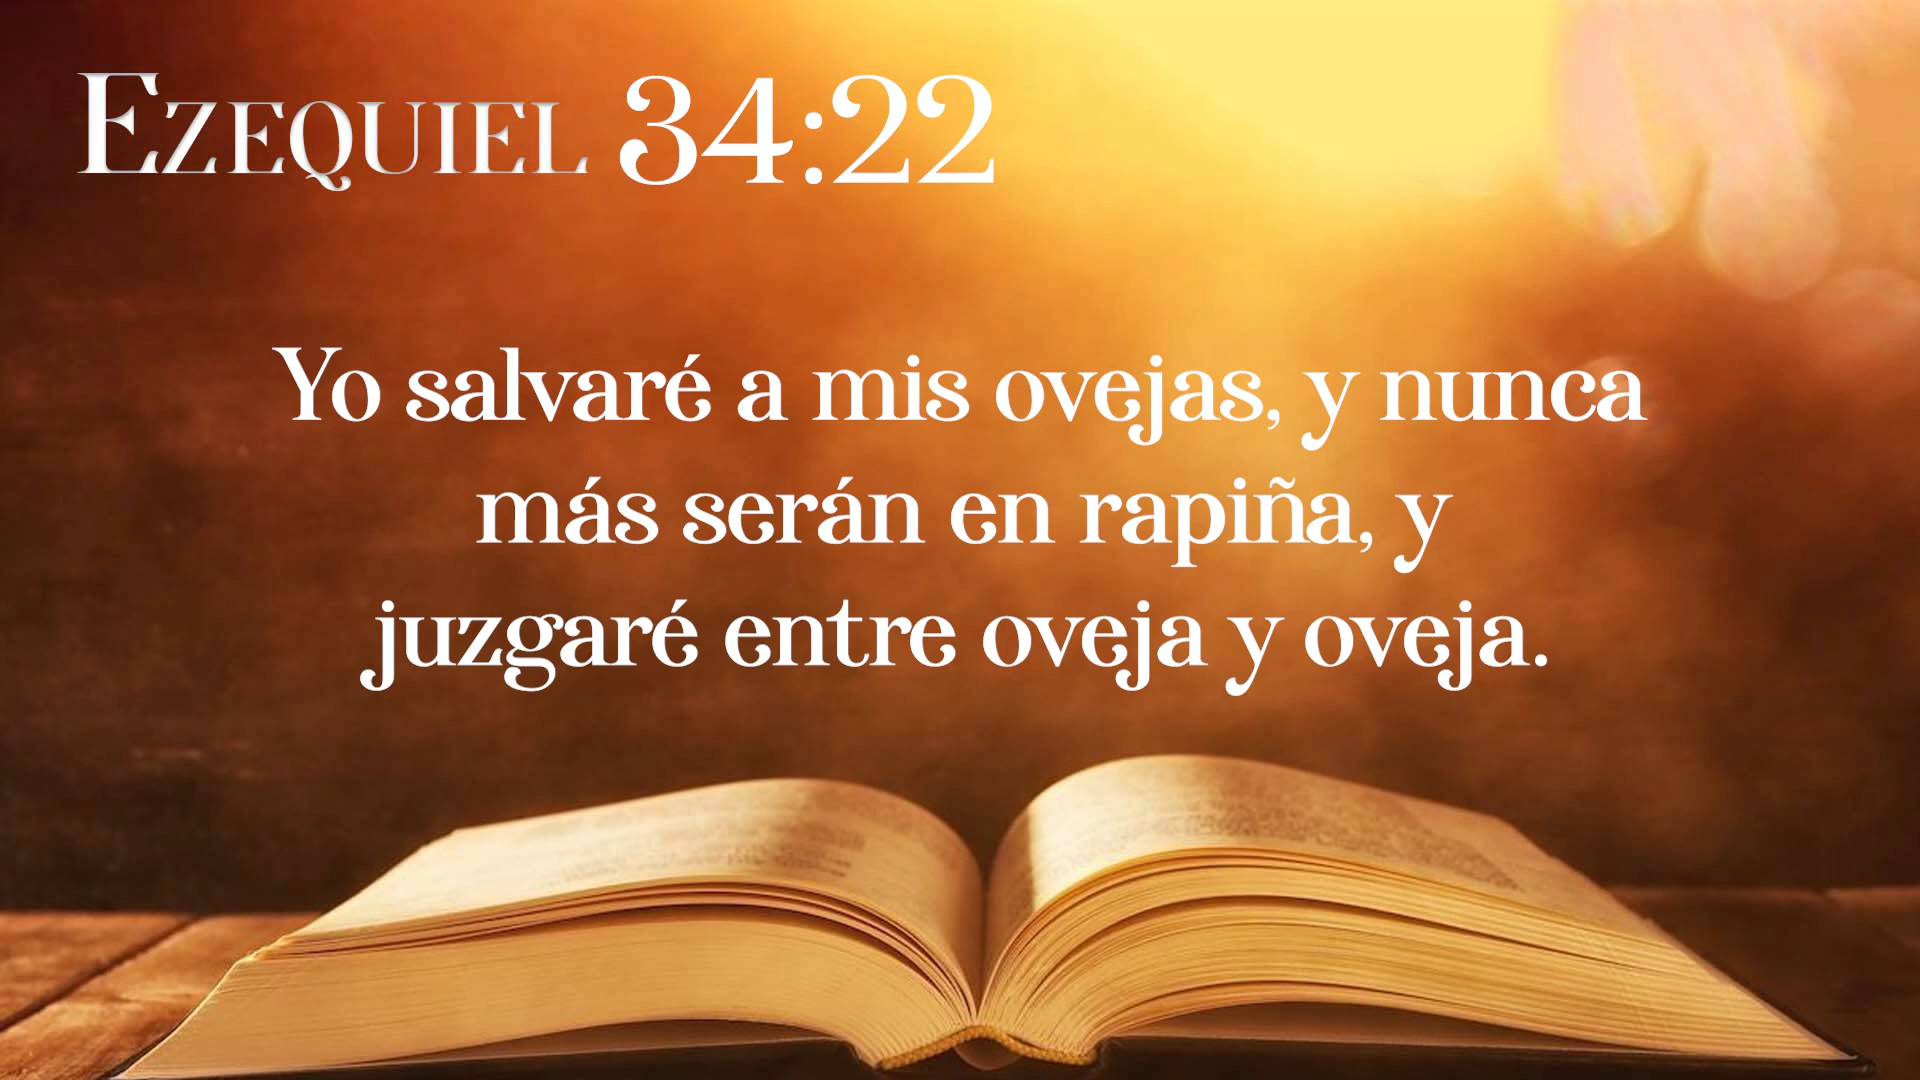 Ezequiel 34:22
Yo salvaré a mis ovejas, y nunca
más serán en rapiña, y
juzgaré entre oveja y oveja.